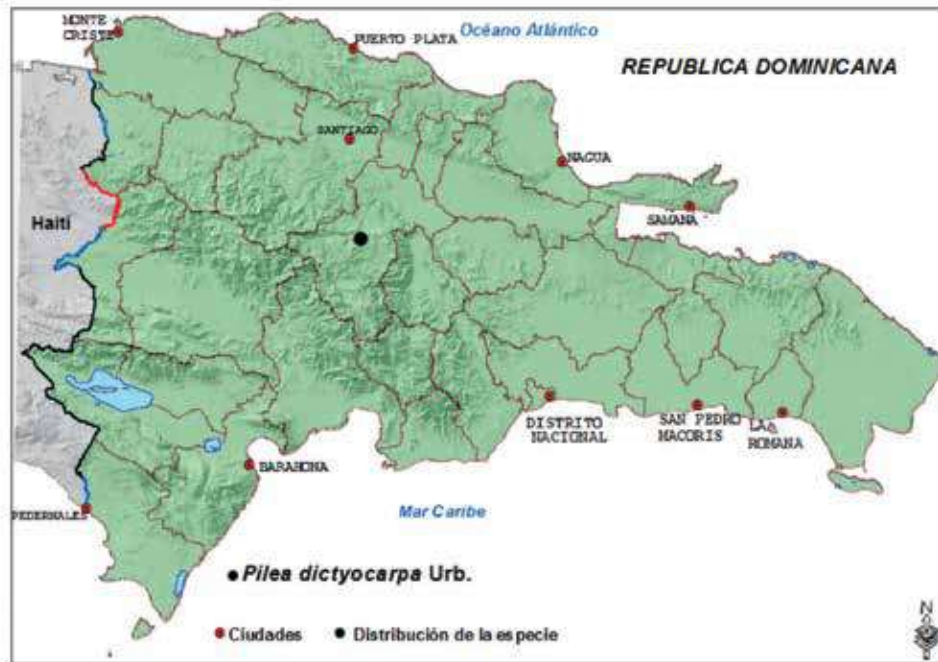 MONTE
CRISTE
PUERTO PLATA
Océano Atlántico
REPUBLICA DOMINICANA
SANTIAGO
NAGUA
SAMANA
Haití
DISTRITO
NACIONAL
SAN PEDRO
MACORIS
LA
ROMANA
BARAHONA
PEDERNALES
Mar Caribe
Pilea dictyocarpa Urb.
Ciudades
Distribución de la especie
N